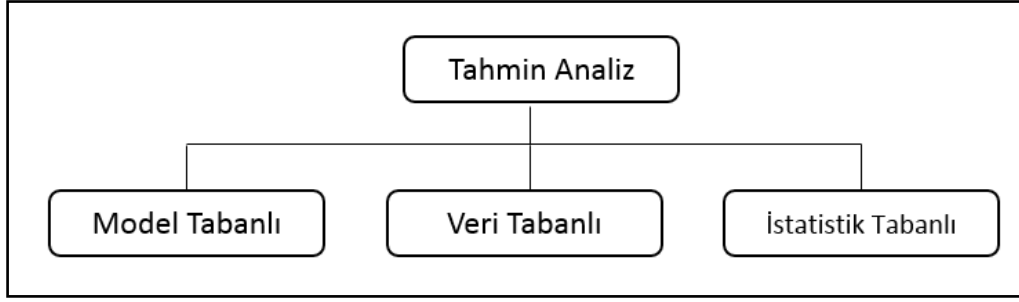 Tahmin Analiz
Model Tabanlı
Veri Tabanlı
İstatistik Tabanlı